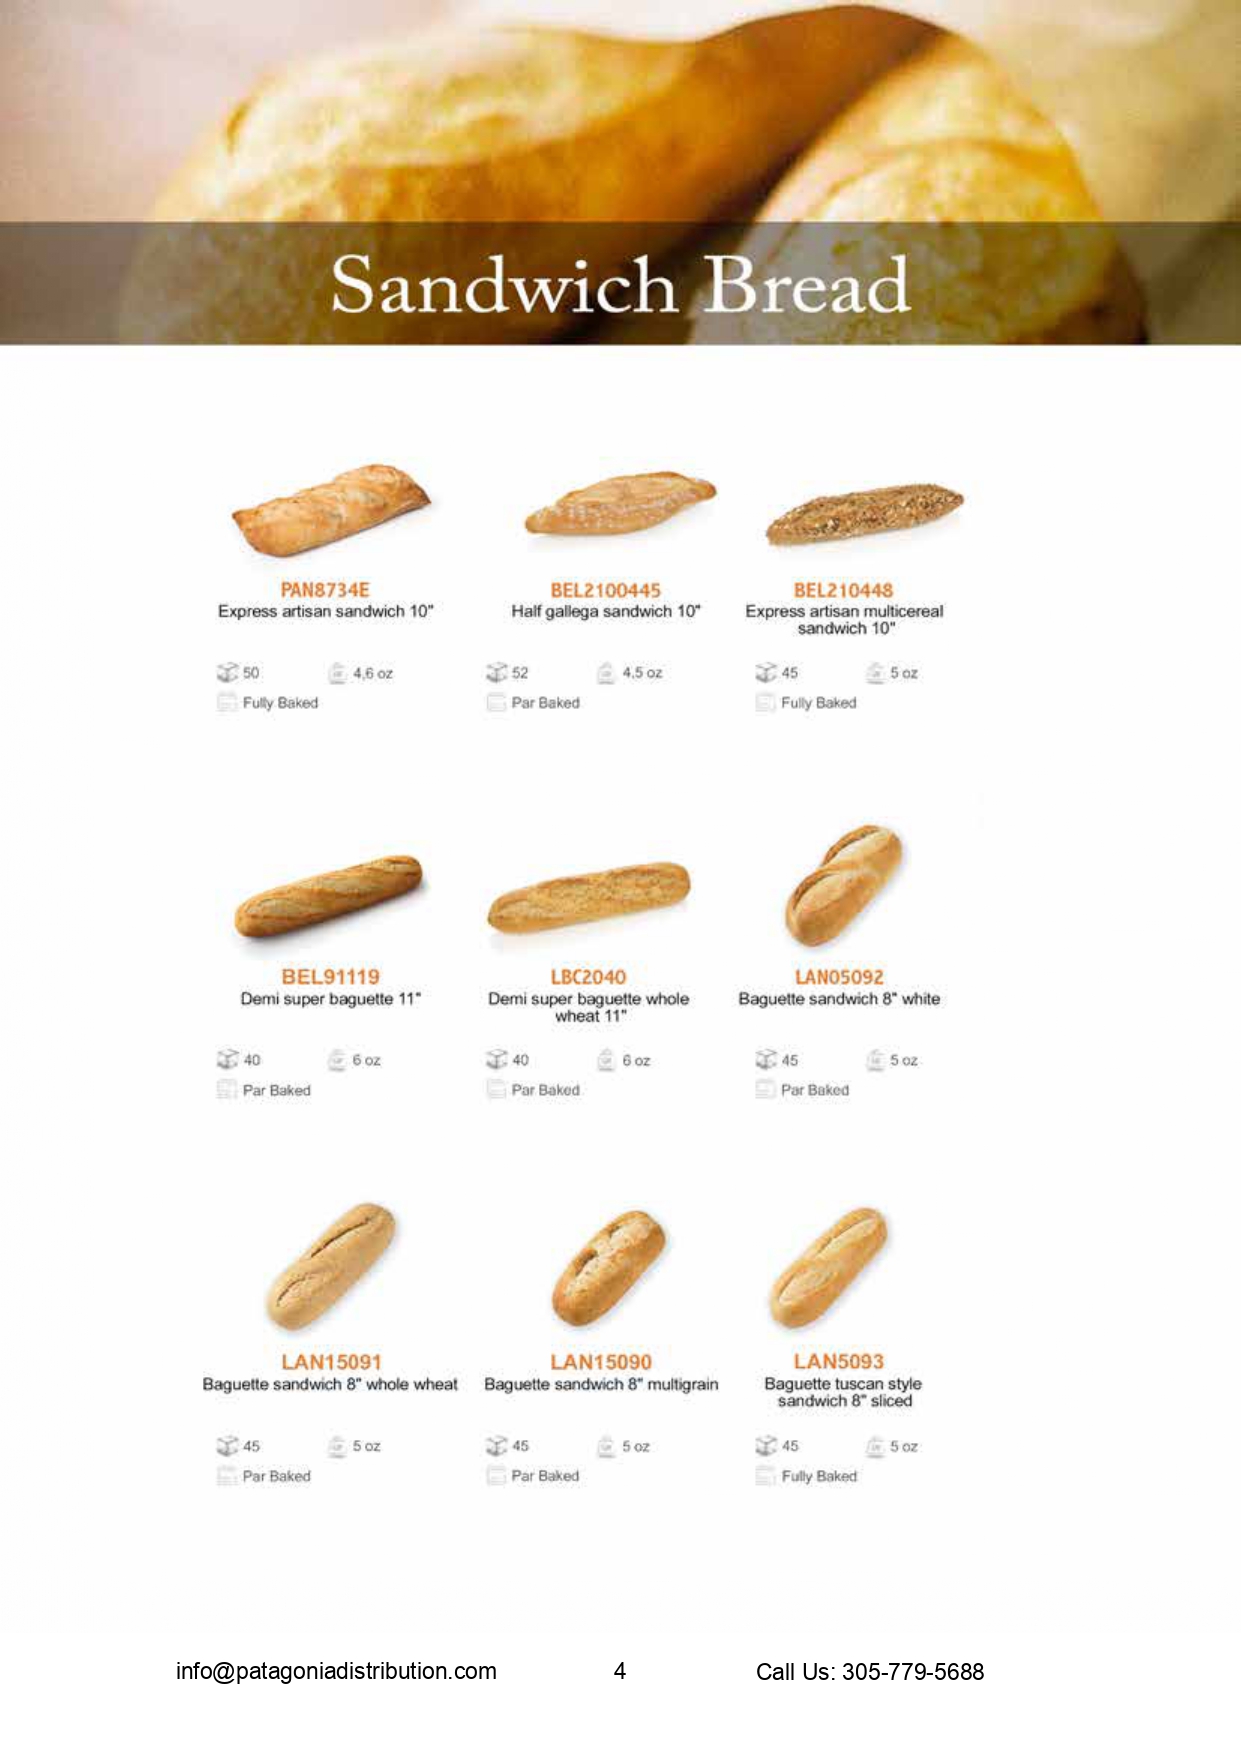 Sandwich Bread
PAN8734E
Express artisan sandwich 10"
50
4,6 oz
Fully Baked
BEL2100445
Half gallega sandwich 10"
52
4,5 oz
Par Baked
BEL210448
Express artisan multicereal
sandwich 10"
45
5 oz
Fully Baked
BEL91119
Demi super baguette 11"
40
6 oz
Par Baked
LBC2040
Demi super baguette whole
wheat 11"
40
6 oz
Par Baked
LAN05092
Baguette sandwich 8" white
45
5 oz
Par Baked
LAN15091
Baguette sandwich 8" whole wheat
45
5 oz
Par Baked
LAN15090
Baguette sandwich 8" multigrain
45
5 oz
Par Baked
LAN5093
Baguette tuscan style
sandwich 8" sliced
45
5 oz
Fully Baked
info@patagoniadistribution.com
4
Call Us: 305-779-5688